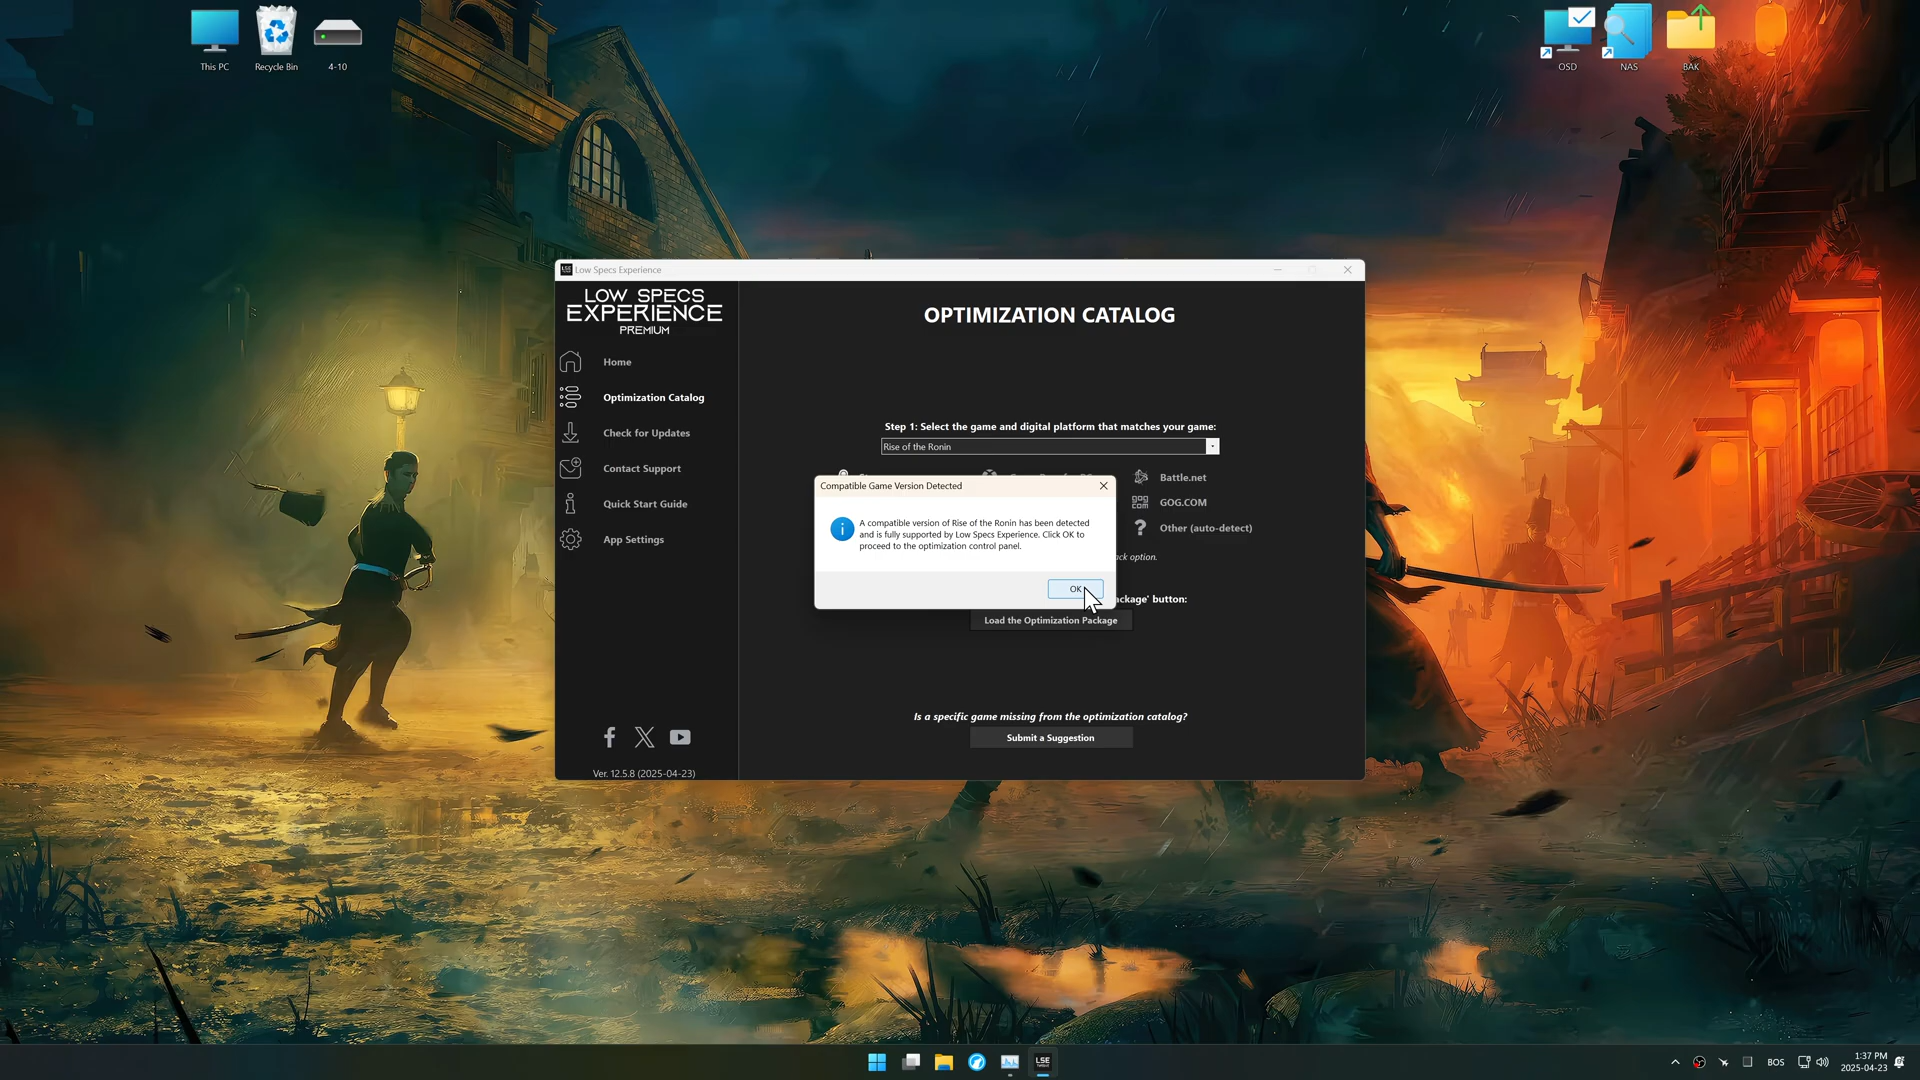 This PC
Recycle Bin
4-10
OSD
NAS
BAK
LSE
Low Specs Experience
LOW SPECS
EXPERIENCE
PREMIUM
Home
Optimization Catalog
Check for Updates
Contact Support
Quick Start Guide
App Settings
Ver. 12.5.8 (2025-04-23)
OPTIMIZATION CATALOG
Step 1: Select the game and digital platform that matches your game:
Rise of the Ronin
Battle.net
GOG.COM
Other (auto-detect)
option.
button:
Compatible Game Version Detected
A compatible version of Rise of the Ronin has been detected
and is fully supported by Low Specs Experience. Click OK to
proceed to the optimization control panel.
OK
Load the Optimization Package
Is a specific game missing from the optimization catalog?
Submit a Suggestion
LSE
BOS
1:37 PM
2025-04-23